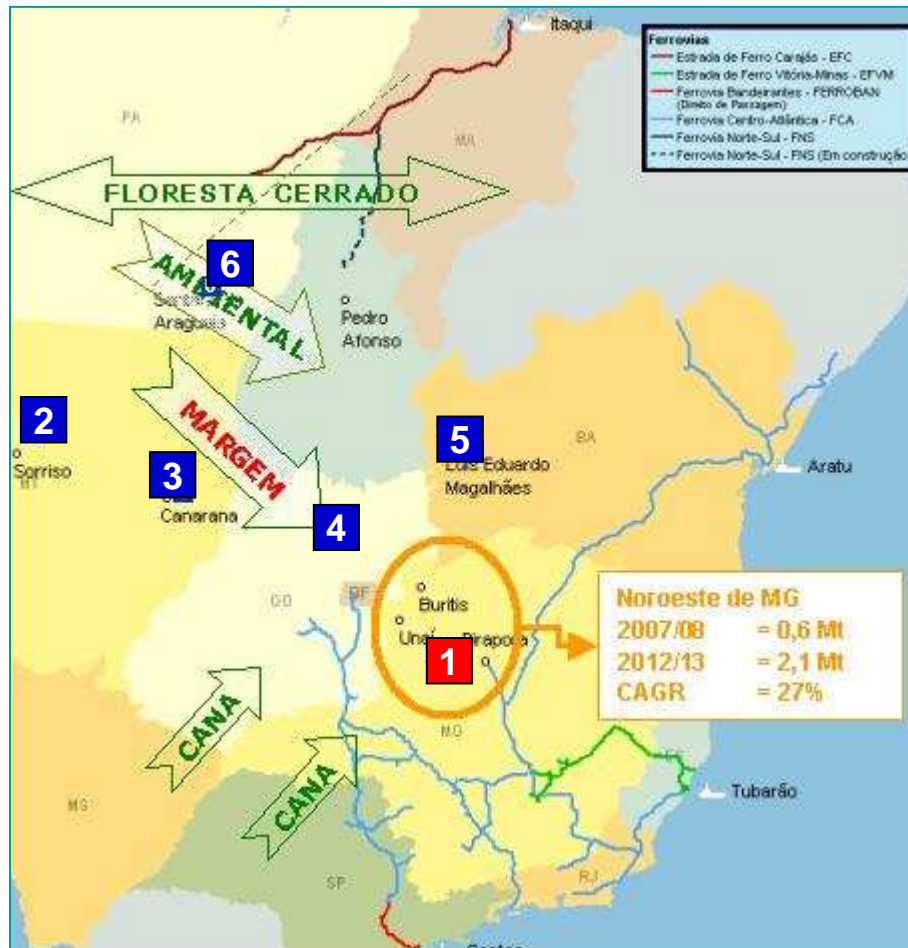 Itaqui
Ferrovias
Estrada de Ferro Carajás - EFC
Estrada de Ferro Vitória-Minas - EFVM
Ferrovia Bandeirantes - FERROBAN
(Direito de Passagem)
Ferrovia Centro-Atlântica - FCA
Ferrovia Norte-Sul - FNS
Ferrovia Norte-Sul - FNS (Em construção
PA
MA
FLORESTA CERRADO
6
AMBIENTAL
Araguaia
Pedro
Afonso
MARGEM
2
Sorriso
MT
3
Canarana
4
5
Luis Eduardo
Magalhães
BA
Aratu
GO
DF
Buritis
Unaí
Pirapora
1
Noroeste de MG
2007/08 = 0,6 Mt
2012/13 = 2,1 Mt
CAGR = 27%
CANA
CANA
MG
ES
Tubarão
MS
SP
RJ
Santos